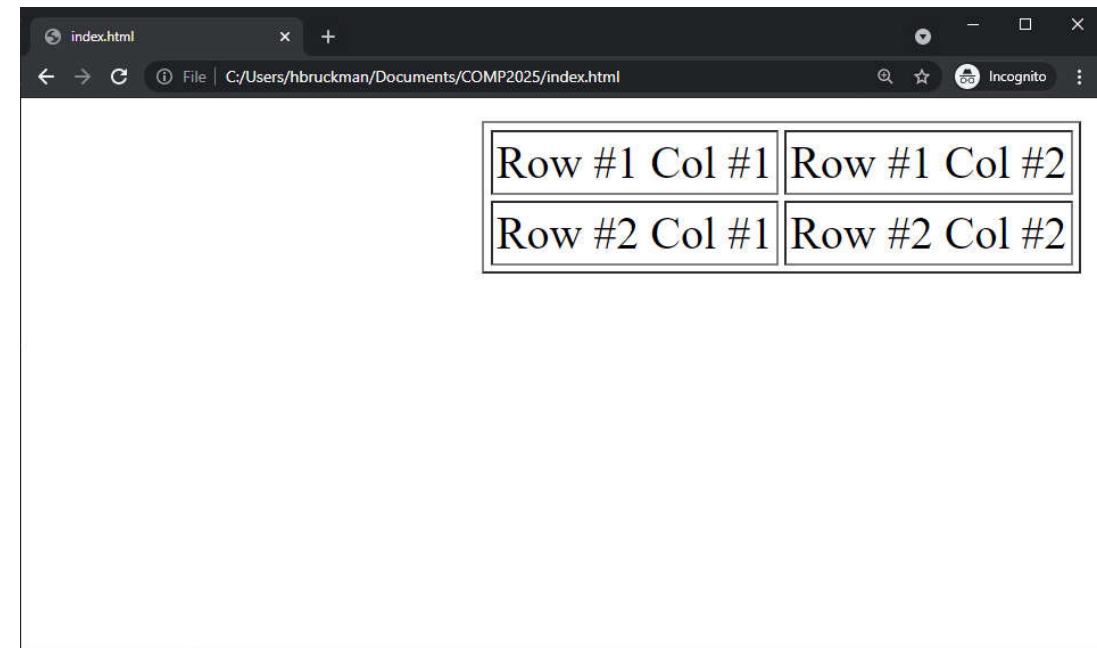 index.html
File C:/Users/hbruckman/Documents/COMP2025/index.html Incognito
Row #1 Col #1 Row #1 Col #2
Row #2 Col #1 Row #2 Col #2